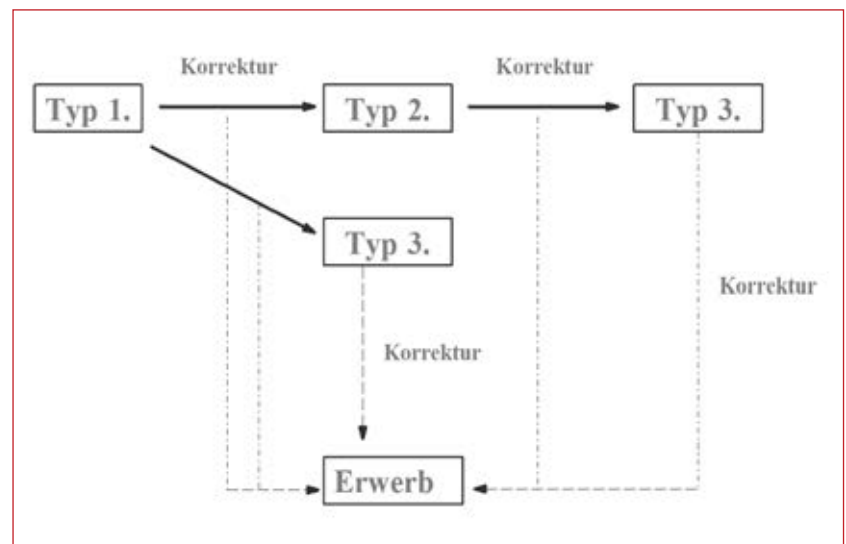 Korrektur
Korrektur
Typ 1.
Typ 2.
Typ 3.
Typ 3.
Korrektur
Korrektur
Erwerb